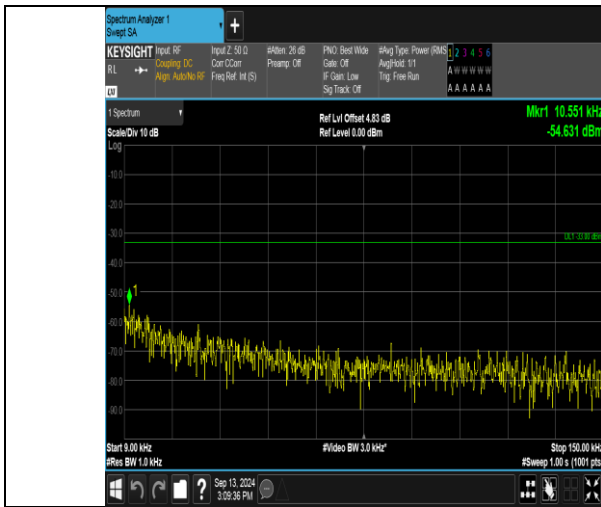 Spectrum Analyzer 1
Swept SA
+
KEYSIGHT Input: RF Input Z: 50 Ω #Atten: 26 dB PNO: Best Wide #Avg Type: Power (RMS 1 2 3 4 5 6
RL Coupling: DC Corr CCorr Preamp: Off Gate: Off Avg|Hold: 1/1 A W W W W W
Align: Auto/No RF Freq Ref: Int (S) IF Gain: Low Trig: Free Run
Sig Track: Off A A A A A A
1 Spectrum Ref Lvl Offset 4.83 dB Mkr1 10.551 kHz
Scale/Div 10 dB Ref Level 0.00 dBm -54.631 dBm
Log
-10.0
-20.0
-30.0
DL1 -33.00 dBm
-40.0
-50.0
1
-60.0
-70.0
-80.0
-90.0
Start 9.00 kHz #Video BW 3.0 kHz* Stop 150.00 kHz
#Res BW 1.0 kHz #Sweep 1.00 s (1001 pts
? Sep 13, 2024
3:09:36 PM